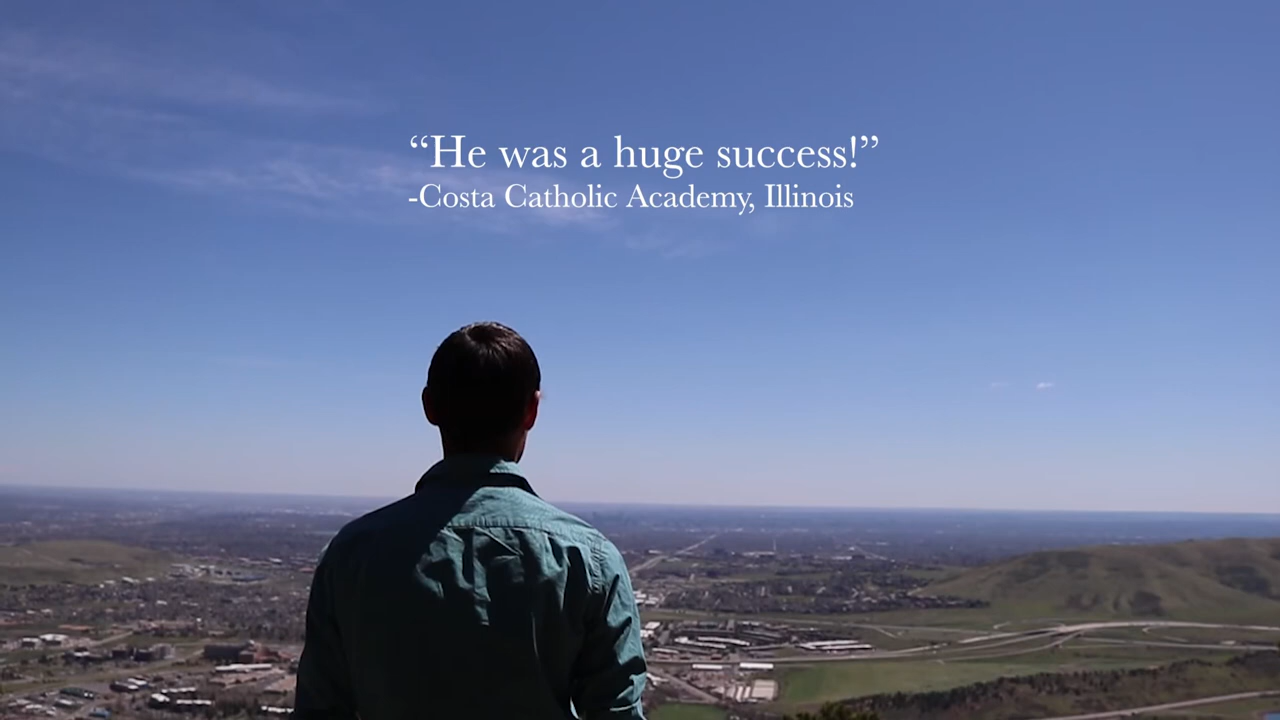 “He was a huge success!”
-Costa Catholic Academy, Illinois